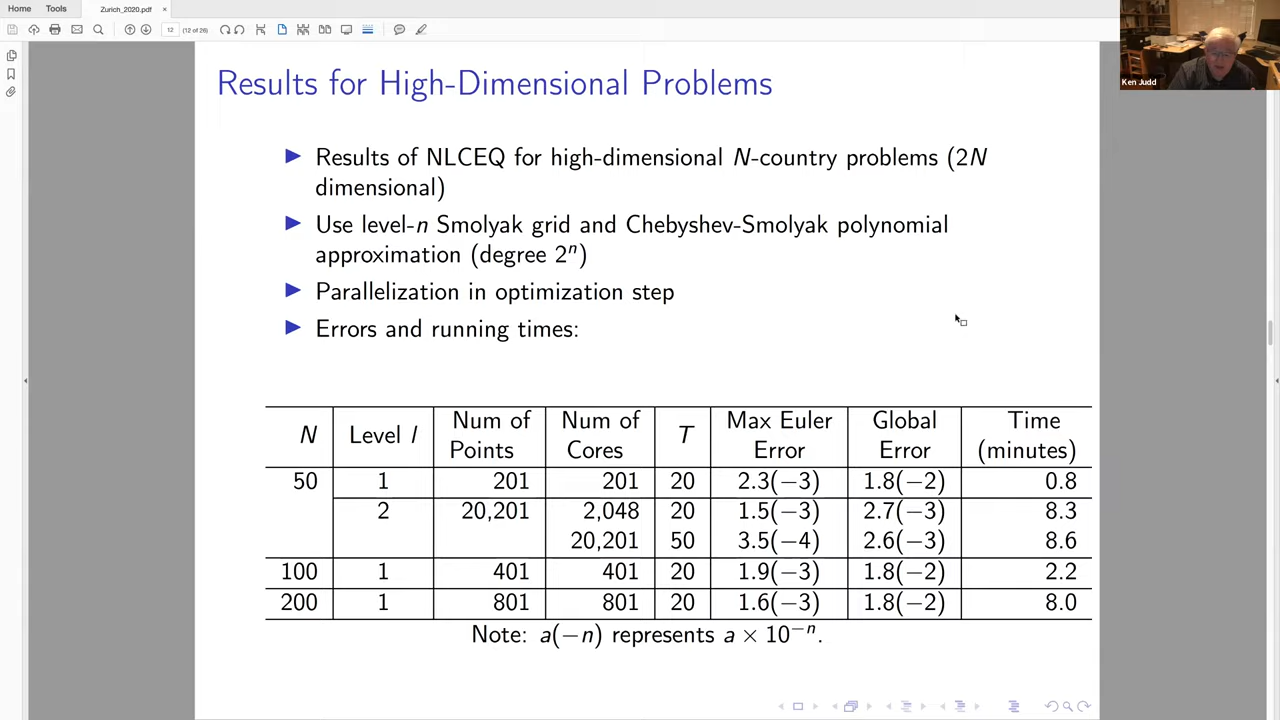 Home Tools Zurich_2020.pdf ×
12 (12 of 26)
Ken Judd
Results for High-Dimensional Problems
Results of NLCEQ for high-dimensional N-country problems (2N
dimensional)
Use level-n Smolyak grid and Chebyshev-Smolyak polynomial
approximation (degree 2ⁿ)
Parallelization in optimization step
Errors and running times:
N Level l Num of Points Num of Cores T Max Euler Error Global Error Time (minutes)
50 1 201 201 20 2.3(−3) 1.8(−2) 0.8
2 20,201 2,048 20 1.5(−3) 2.7(−3) 8.3
20,201 50 3.5(−4) 2.6(−3) 8.6
100 1 401 401 20 1.9(−3) 1.8(−2) 2.2
200 1 801 801 20 1.6(−3) 1.8(−2) 8.0
Note: a(−n) represents a × 10⁻ⁿ.